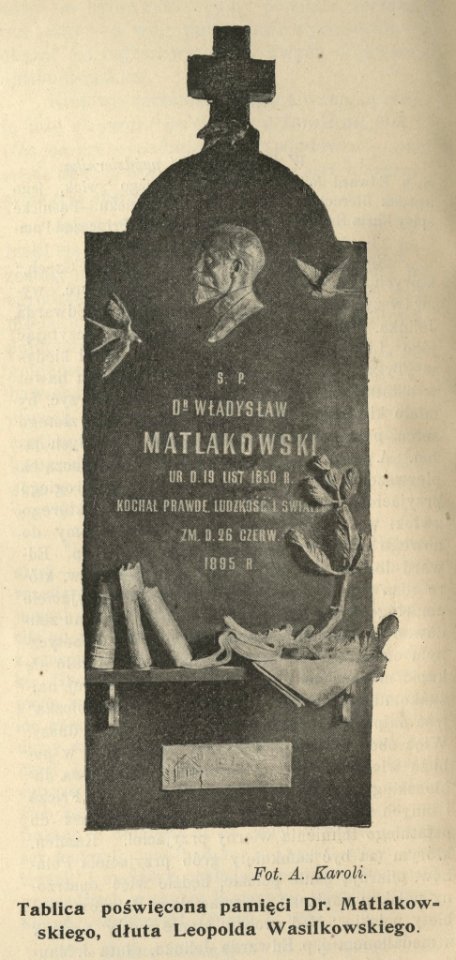 S. P.
DR WŁADYSŁAW
MATLAKOWSKI
UR. D. 19 LIST 1850 R.
KOCHAŁ PRAWDĘ, LUDZKOŚĆ I ŚWIAT
ZM. D. 26 CZERW.
1895 R.
Fot. A. Karoli.
Tablica poświęcona pamięci Dr. Matlakow-
skiego, dłuta Leopolda Wasilkowskiego.